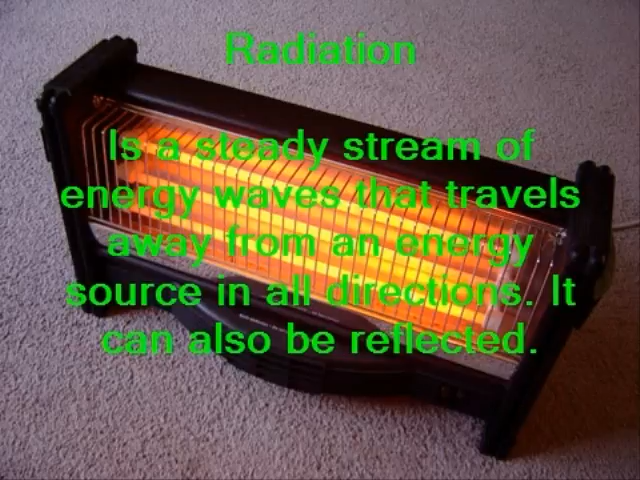 Radiation
Is a steady stream of
energy waves that travels
away from an energy
source in all directions. It
can also be reflected.